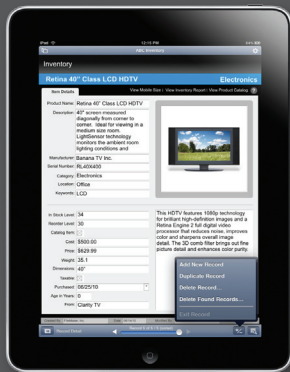 iPad
12:15 PM
ABC Inventory
Inventory
Retina 40" Class LCD HDTV
Electronics
Item Details
View Mobile Size | View Inventory Report | View Product Catalog
Product Name: Retina 40" Class LCD HDTV
Description: 40" screen measured
diagonally from corner to
corner. Ideal for viewing in a
medium size room.
LightSensor technology
monitors the ambient room
lighting conditions and
Manufacturer: Banana TV Inc.
Serial Number: RL40X400
Category: Electronics
Location: Office
Keywords: LCD
In Stock Level: 34
Reorder Level: 30
Catalog Item:
Cost: $500.00
Price: $629.99
Weight: 35.1
Dimensions: 40"
Taxable:
Purchased: 08/25/10
Age in Years: 0
From: Clarity TV
This HDTV features 1080p technology
for brilliant high-definition images and a
Retina Engine 2 full digital video
processor that reduces noise, improves
color and sharpens overall image
detail. The 3D comb filter brings out fine
picture detail and enhances color purity.
Add New Record
Duplicate Record
Delete Record...
Delete Found Records...
Edit Record
Record Detail